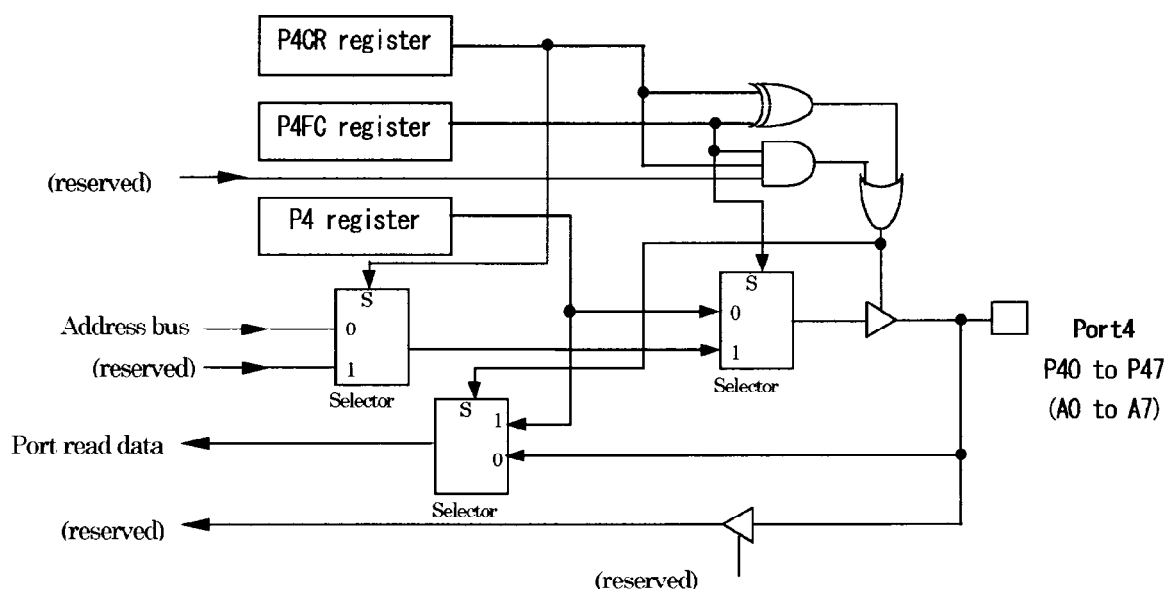 P4CR register
P4FC register
(reserved)
P4 register
S
S
Address bus
0
0
Port4
(reserved)
1
1
P40 to P47
Selector
S
Selector
(A0 to A7)
1
Port read data
0
Selector
(reserved)
(reserved)